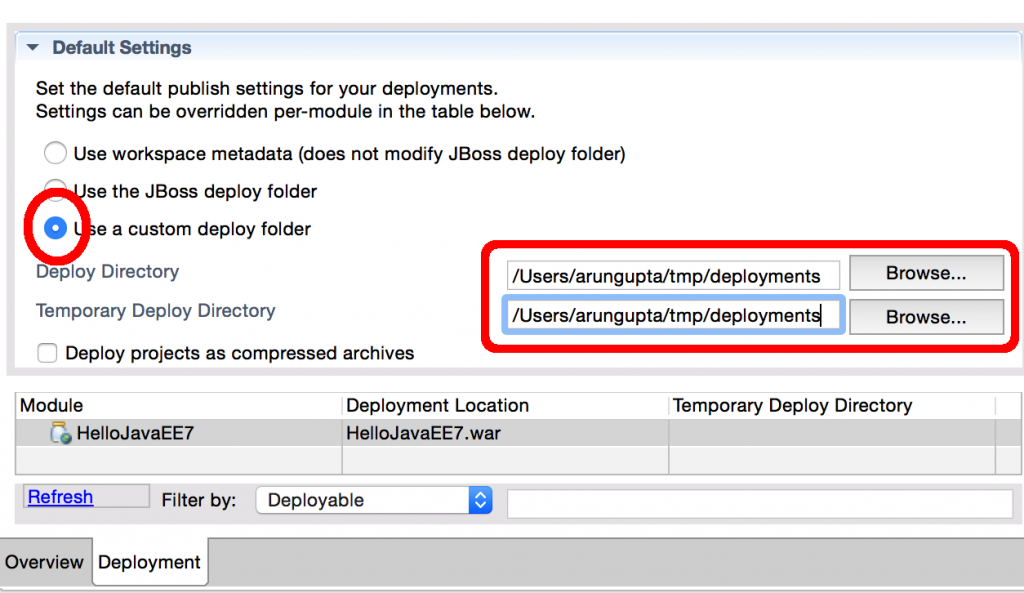 Default Settings
Set the default publish settings for your deployments.
Settings can be overridden per-module in the table below.
Use workspace metadata (does not modify JBoss deploy folder)
Use the JBoss deploy folder
Use a custom deploy folder
Deploy Directory /Users/arungupta/tmp/deployments Browse...
Temporary Deploy Directory /Users/arungupta/tmp/deployments Browse...
Deploy projects as compressed archives
Module Deployment Location Temporary Deploy Directory
HelloJavaEE7 HelloJavaEE7.war
Refresh Filter by: Deployable
Overview Deployment